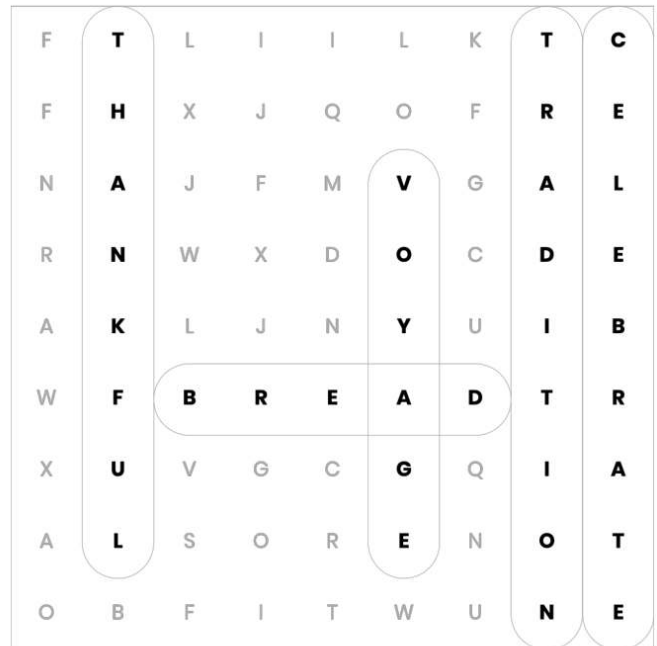 F T L I I L K T C
F H X J Q O F R E
N A J F M V G A L
R N W X D O C D E
A K L J N Y U I B
W F B R E A D T R
X U V G C G Q I A
A L S O R E N O T
O B F I T W U N E